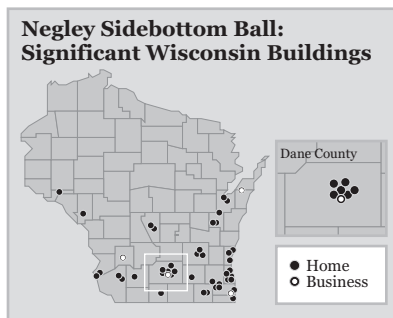 Negley Sidebottom Ball:
Significant Wisconsin Buildings
Dane County
Home
Business